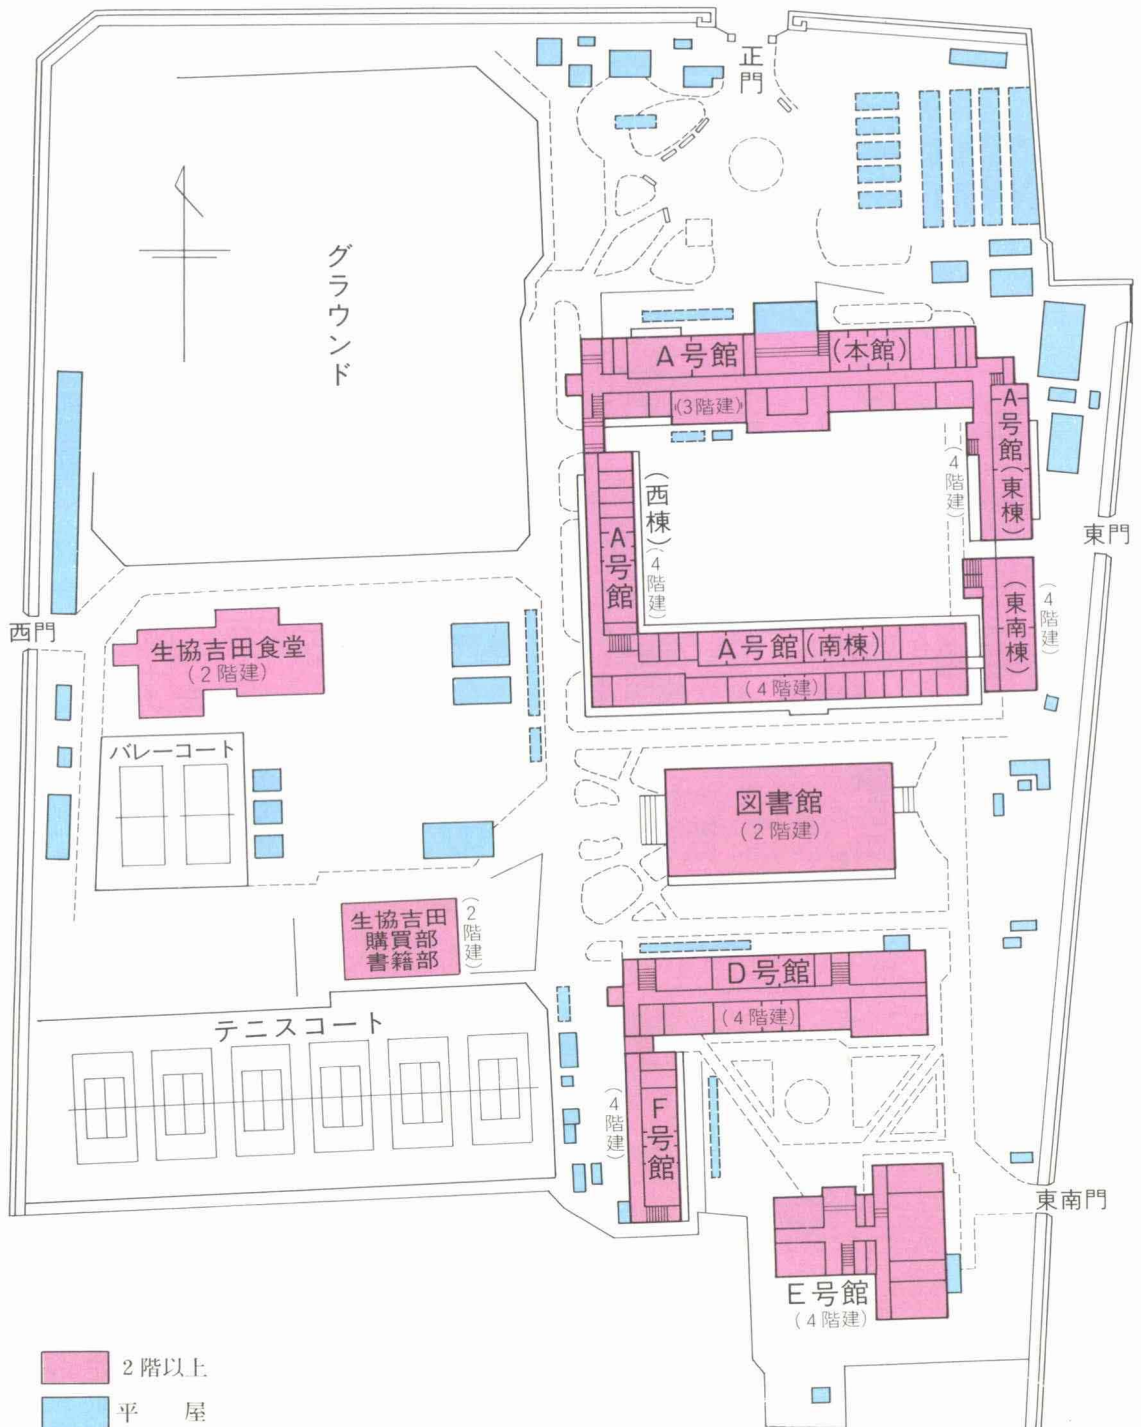 正門
グラウンド
A号館
(本館)
(3階建)
A号館(東棟)
(4階建)
(西棟)
(4階建)
A号館
東門
(東南棟)
(4階建)
A号館(南棟)
(4階建)
西門
生協吉田食堂
(2階建)
バレーコート
図書館
(2階建)
生協吉田
購買部
書籍部
(2階建)
D号館
(4階建)
テニスコート
(4階建)
F号館
東南門
E号館
(4階建)
2階以上
平 屋